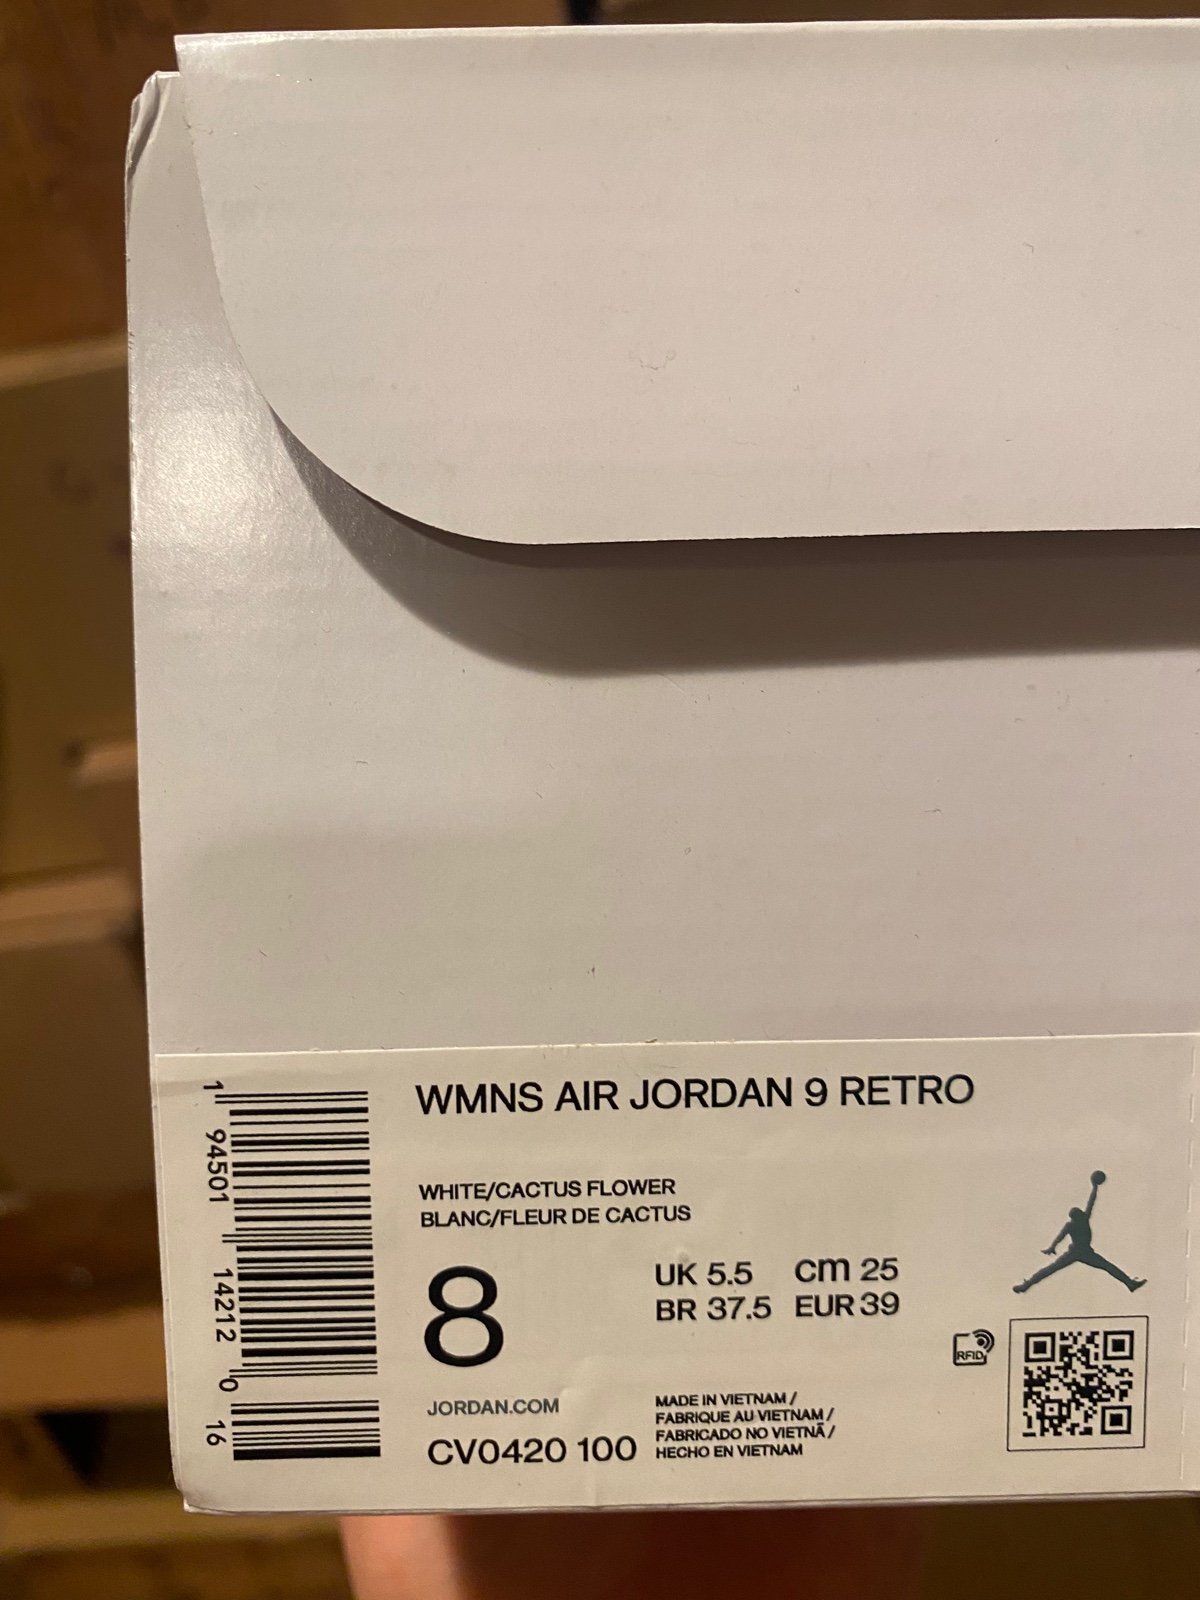 WMNS AIR JORDAN 9 RETRO
WHITE/CACTUS FLOWER
BLANC/FLEUR DE CACTUS
8
UK 5.5 cm 25
BR 37.5 EUR 39
RFID
JORDAN.COM
CV0420 100
MADE IN VIETNAM /
FABRIQUE AU VIETNAM /
FABRICADO NO VIETNÃ /
HECHO EN VIETNAM
1 94501 14212 0 16